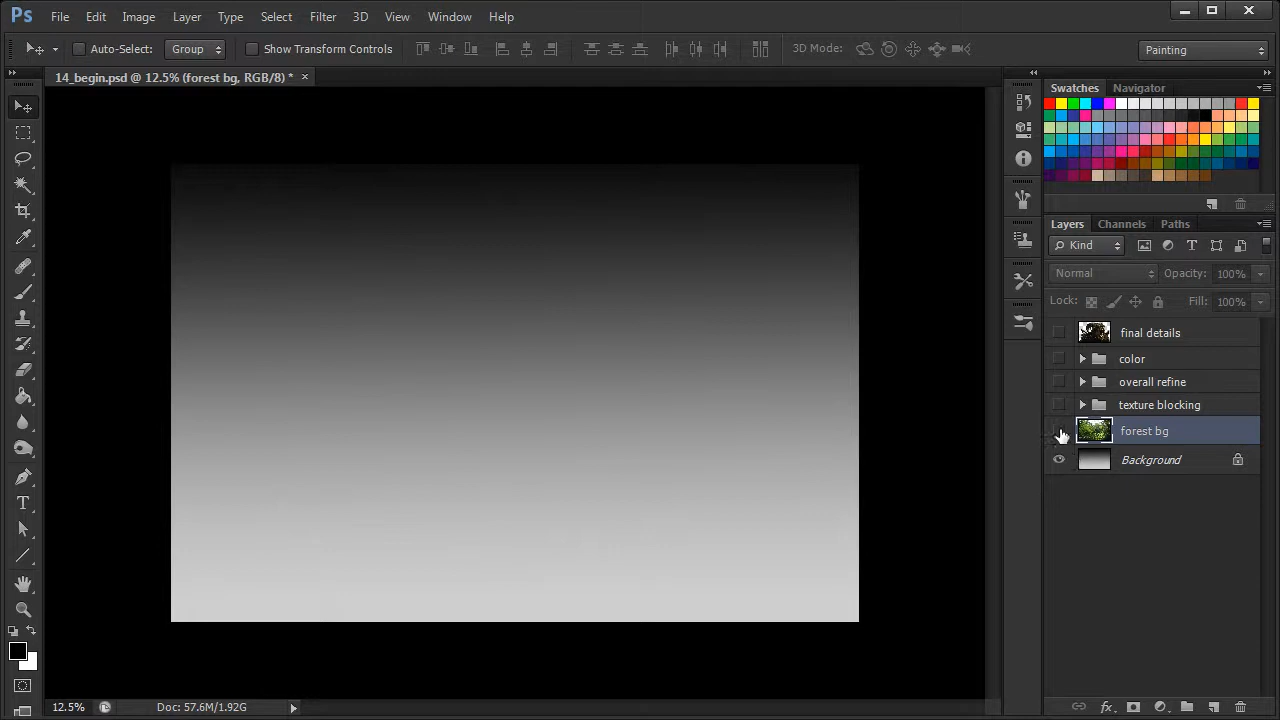 Ps File Edit Image Layer Type Select Filter 3D View Window Help
Auto-Select: Group Show Transform Controls 3D Mode: Painting
14_begin.psd @ 12.5% (forest bg, RGB/8) * ×
Swatches Navigator
Layers Channels Paths
Kind
Normal Opacity: 100%
Lock: Fill: 100%
final details
color
overall refine
texture blocking
forest bg
Background
12.5% Doc: 57.6M/1.92G